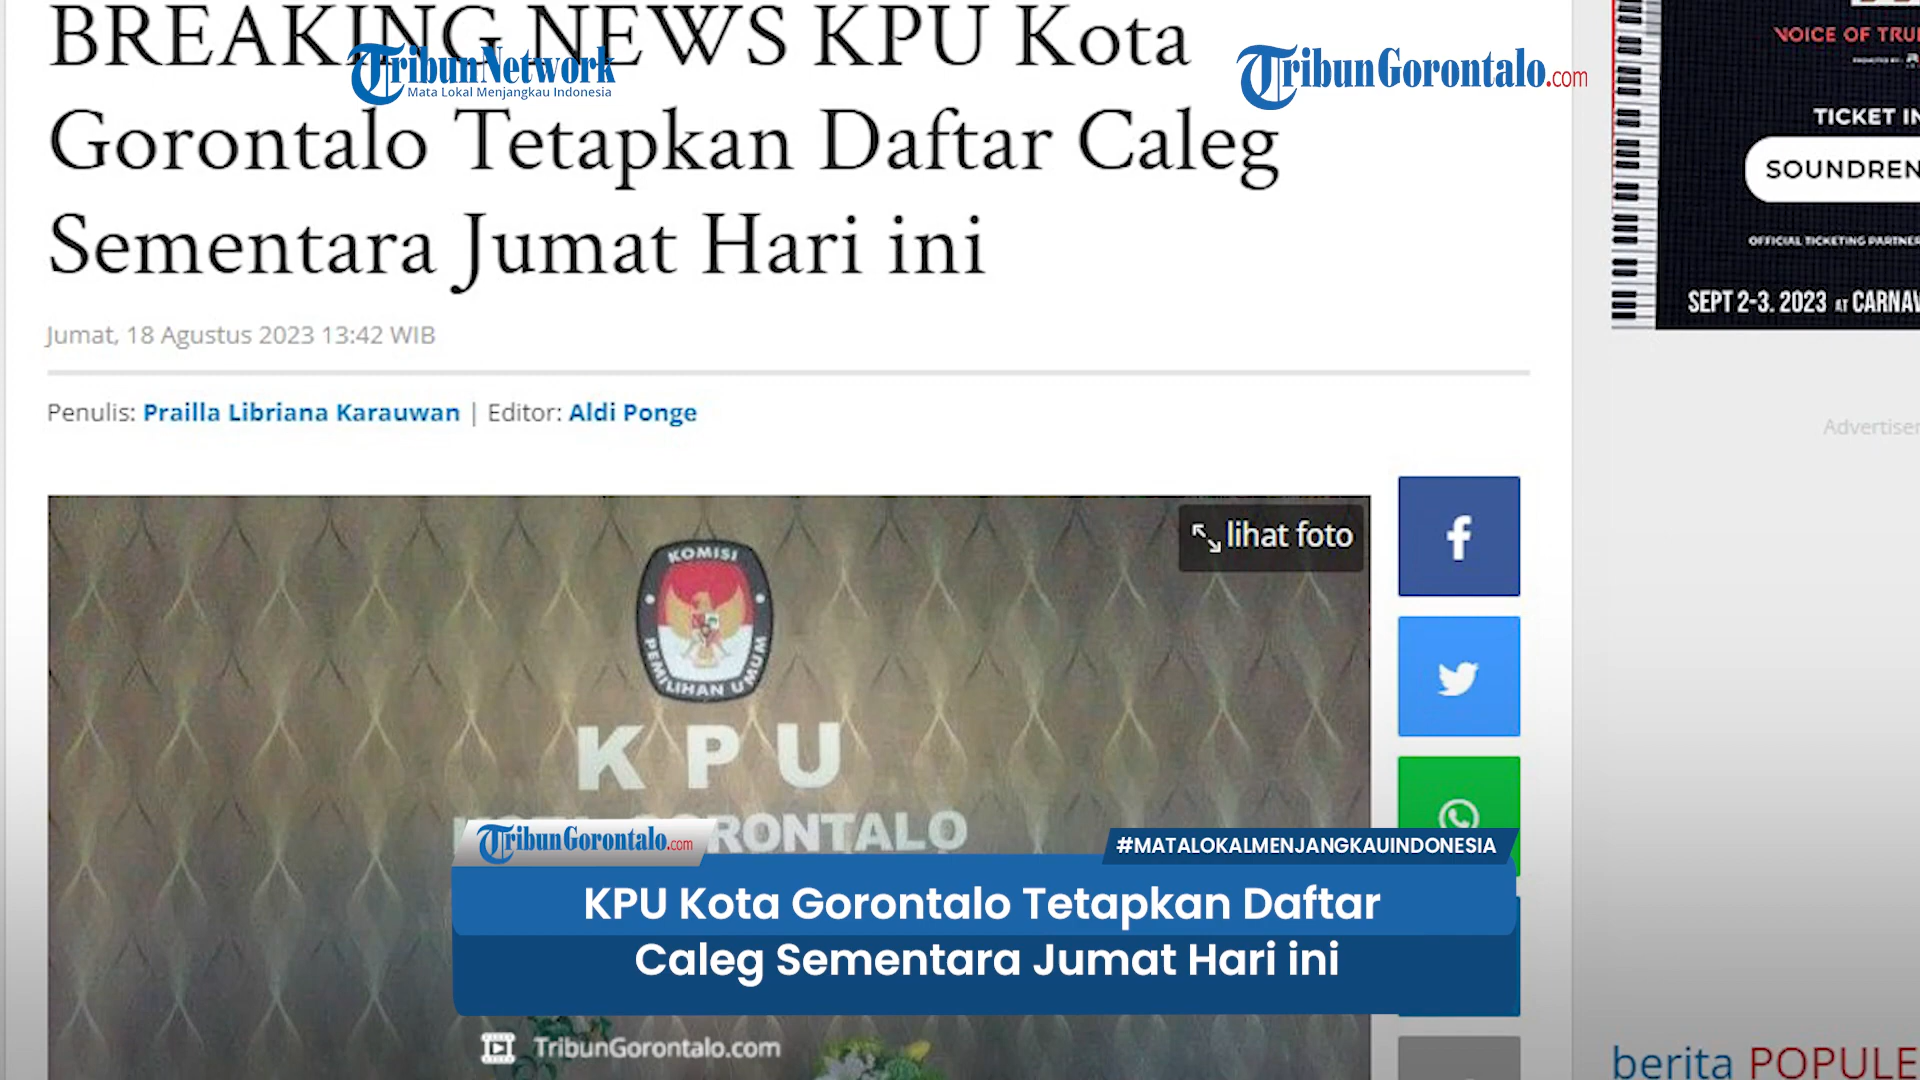 BREAKING NEWS KPU Kota
Gorontalo Tetapkan Daftar Caleg
Sementara Jumat Hari ini
TribunNetwork
Mata Lokal Menjangkau Indonesia
TribunGorontalo.com
Jumat, 18 Agustus 2023 13:42 WIB
Penulis: Prailla Libriana Karauwan | Editor: Aldi Ponge
VOICE OF TRU
TICKET IN
SOUNDREN
OFFICIAL TICKETING PARTNER
SEPT 2-3. 2023 AT CARNAV
Advertiser
lihat foto
KOMISI
PEMILIHAN UMUM
KPU
KOTA GORONTALO
TribunGorontalo.com
#MATALOKALMENJANGKAUINDONESIA
KPU Kota Gorontalo Tetapkan Daftar
Caleg Sementara Jumat Hari ini
TribunGorontalo.com
berita POPULE